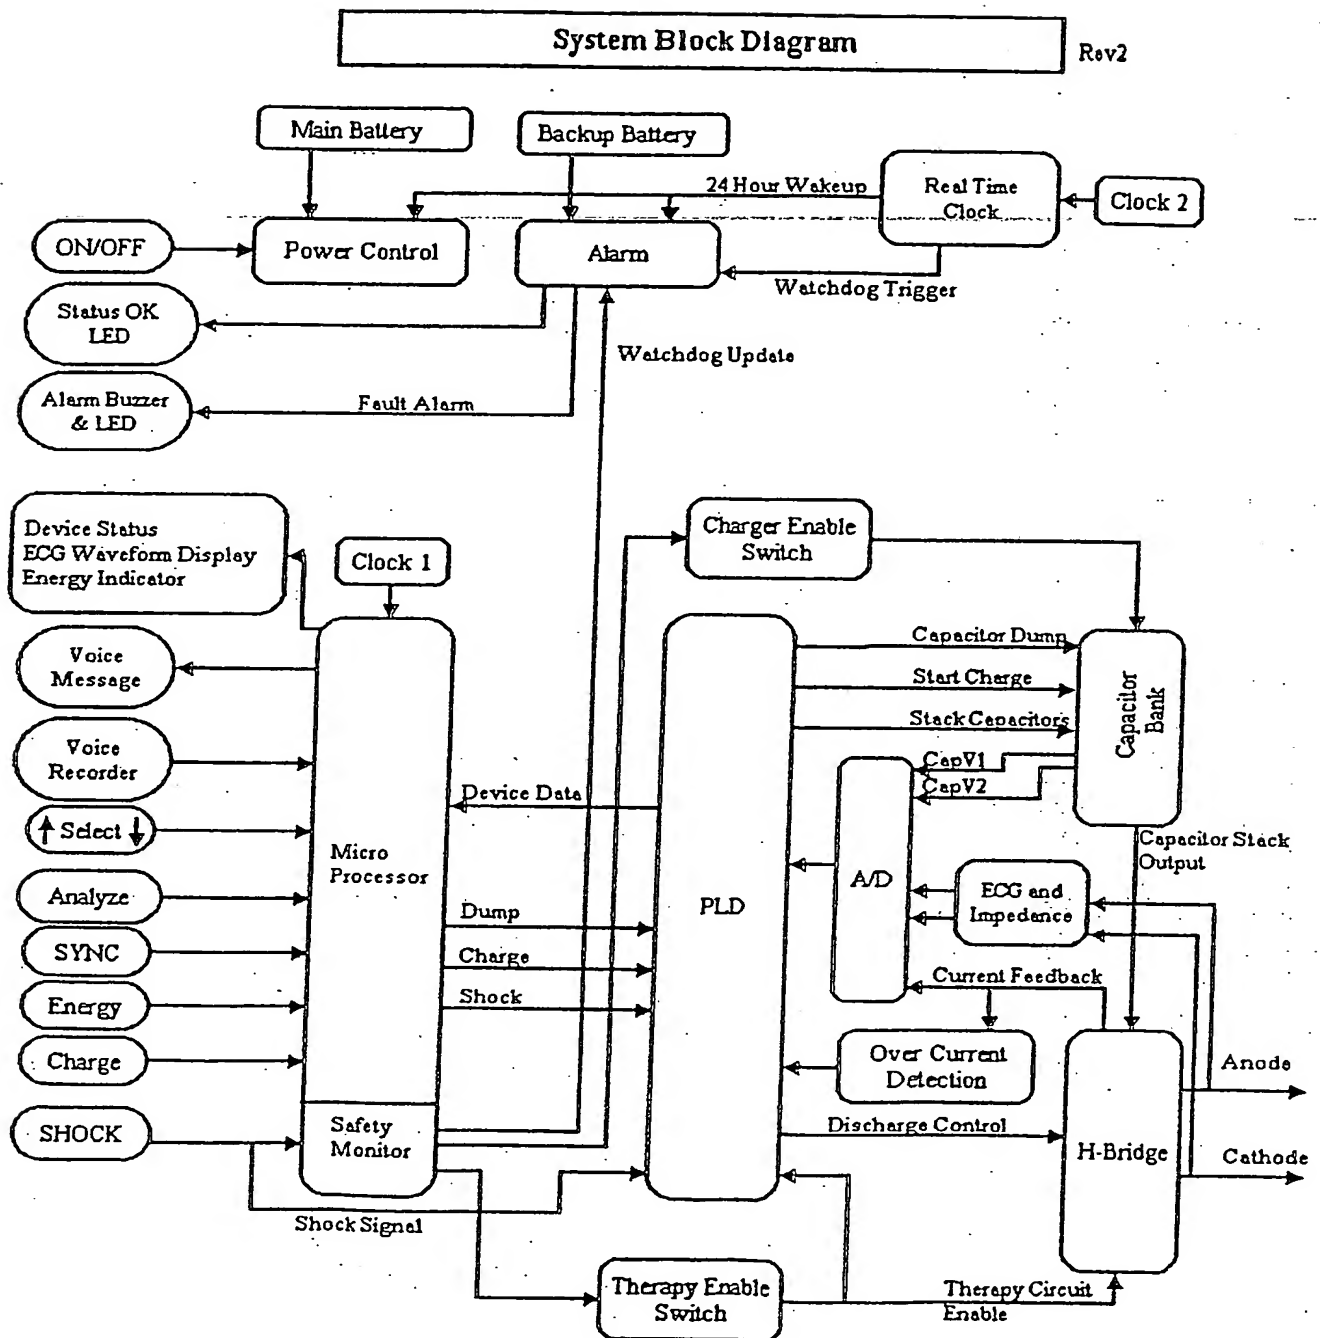 System Block Diagram
Rev2
Main Battery
Backup Battery
24 Hour Wakeup
Real Time
Clock
Clock 2
ON/OFF
Power Control
Alarm
Watchdog Trigger
Status OK
LED
Watchdog Update
Alarm Buzzer
& LED
Fault Alarm
Device Status
ECG Waveform Display
Energy Indicator
Clock 1
Charger Enable
Switch
Voice
Message
Capacitor Dump
Start Charge
Stack Capacitors
Capacitor
Bank
Voice
Recorder
CapV1
CapV2
Device Data
Select
Micro
Processor
Capacitor Stack
Output
A/D
ECG and
Impedance
PLD
Analyze
Dump
SYNC
Charge
Energy
Shock
Current Feedback
Charge
Over Current
Detection
Anode
SHOCK
Safety
Monitor
Discharge Control
H-Bridge
Cathode
Shock Signal
Therapy Enable
Switch
Therapy Circuit
Enable